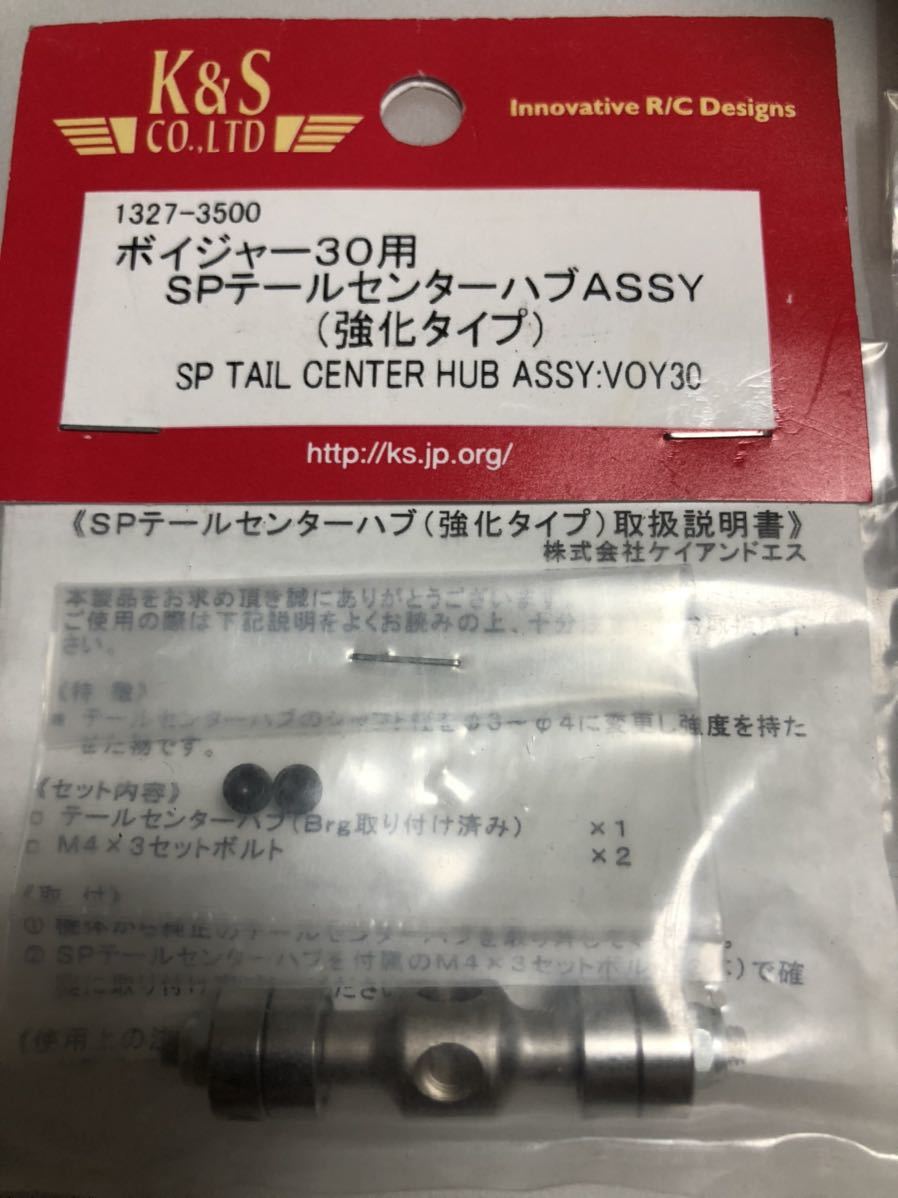 K&S
CO.,LTD
Innovative R/C Designs
1327-3500
ボイジャー30用
SPテールセンターハブASSY
(強化タイプ)
SP TAIL CENTER HUB ASSY:VOY30
http://ks.jp.org/
《SPテールセンターハブ(強化タイプ)取扱説明書》
株式会社ケイアンドエス
本製品をお求め頂き誠にありがとうございます
ご使用の際は下記説明をよくお読みの上、十分
さい。
《特徴》
■ テールセンターハブのシャフト径をφ3〜φ4に変更し強度を持た
せた物です。
《セット内容》
□ テールセンターハブ(Brg取り付け済み) ×1
□ M4×3セットボルト ×2
《取付》
① 機体から純正のテールセンターハブを取り外して
② SPテールセンターハブを付属のM4×3セットボル で確
実に取り付け ださい
《使用上の注